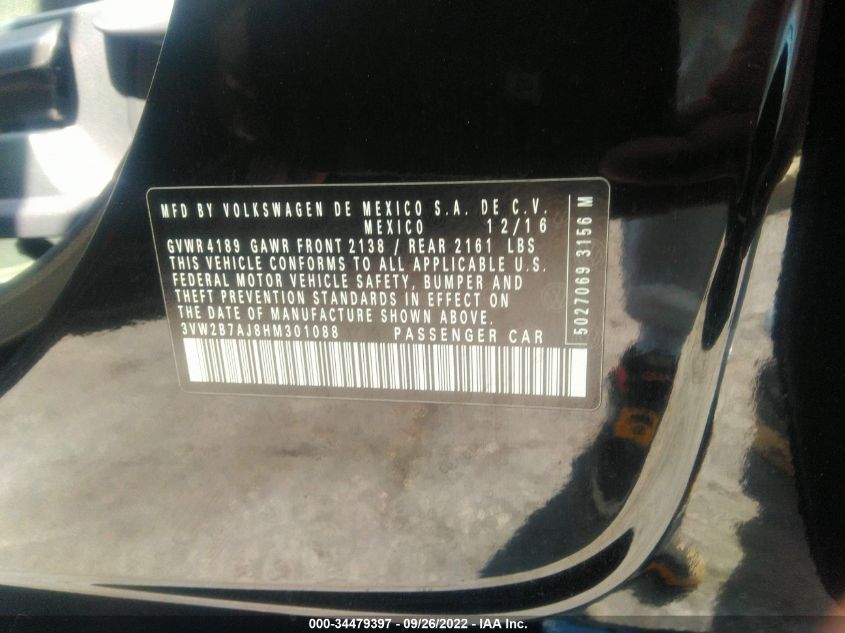 MFD BY VOLKSWAGEN DE MEXICO S.A. DE C.V.
MEXICO 12/16
GVWR 4189 GAWR FRONT 2138 / REAR 2161 LBS
THIS VEHICLE CONFORMS TO ALL APPLICABLE U.S.
FEDERAL MOTOR VEHICLE SAFETY, BUMPER AND
THEFT PREVENTION STANDARDS IN EFFECT ON
THE DATE OF MANUFACTURE SHOWN ABOVE.
3VW2B7AJ8HM301088 PASSENGER CAR
5027069 3156 M
000-34479397 - 09/26/2022 - IAA Inc.